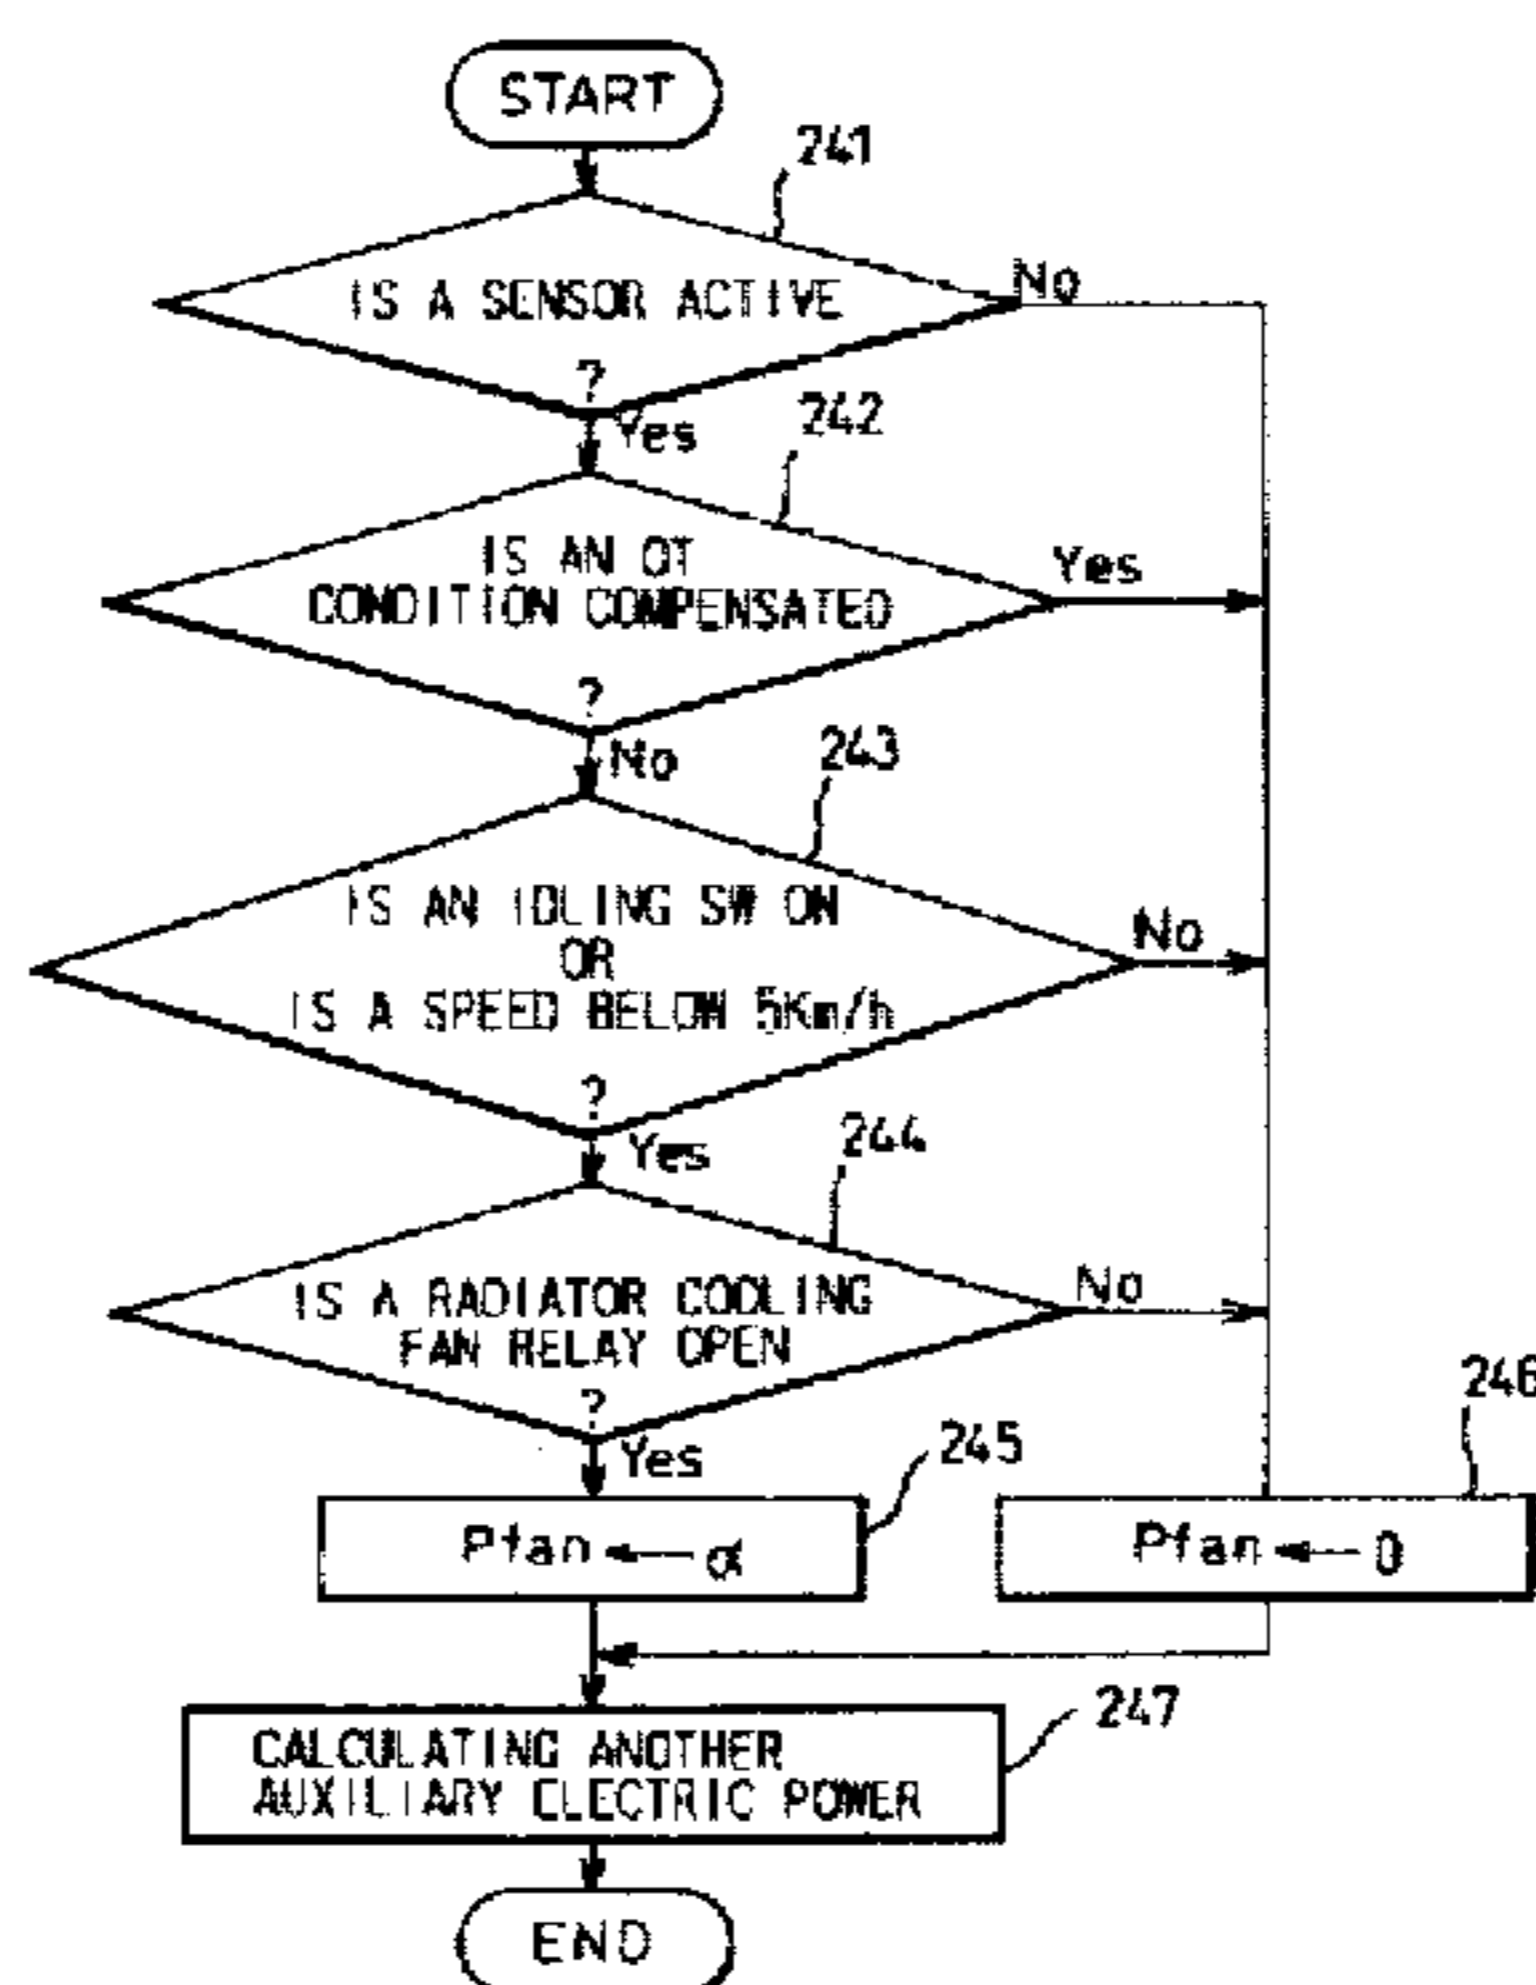 START
241
IS A SENSOR ACTIVE
?
No
Yes
242
IS AN OT
CONDITION COMPENSATED
?
Yes
No
243
IS AN IDLING SW ON
OR
IS A SPEED BELOW 5Km/h
?
No
Yes
244
IS A RADIATOR COOLING
FAN RELAY OPEN
?
No
Yes
245
Pfan ← α
246
Pfan ← 0
247
CALCULATING ANOTHER
AUXILIARY ELECTRIC POWER
END